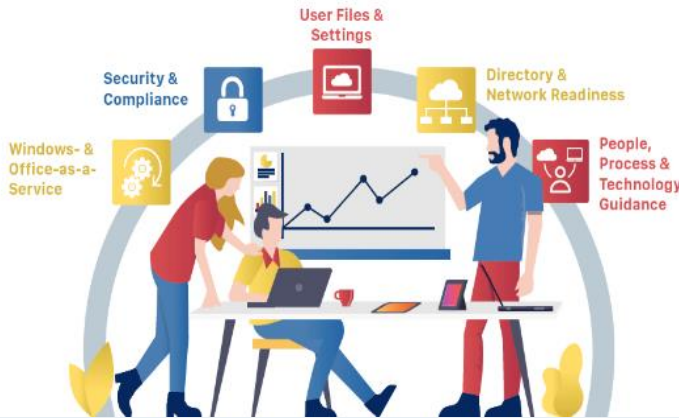 User Files &
Settings
Security &
Compliance
Directory &
Network Readiness
Windows- &
Office-as-a-
Service
People,
Process &
Technology
Guidance